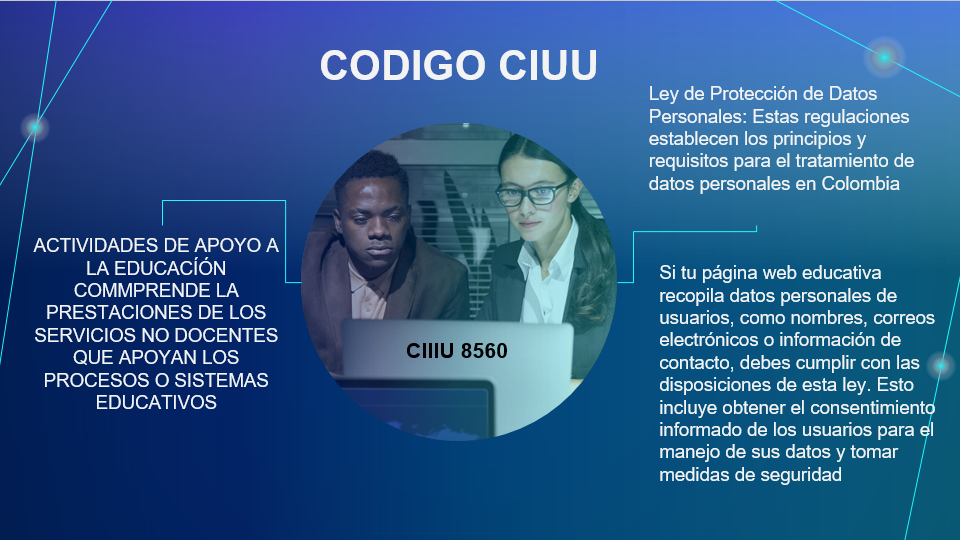 CODIGO CIUU
Ley de Protección de Datos
Personales: Estas regulaciones
establecen los principios y
requisitos para el tratamiento de
datos personales en Colombia
ACTIVIDADES DE APOYO A
LA EDUCACÍÓN
COMMPRENDE LA
PRESTACIONES DE LOS
SERVICIOS NO DOCENTES
QUE APOYAN LOS
PROCESOS O SISTEMAS
EDUCATIVOS
CIIIU 8560
Si tu página web educativa
recopila datos personales de
usuarios, como nombres, correos
electrónicos o información de
contacto, debes cumplir con las
disposiciones de esta ley. Esto
incluye obtener el consentimiento
informado de los usuarios para el
manejo de sus datos y tomar
medidas de seguridad